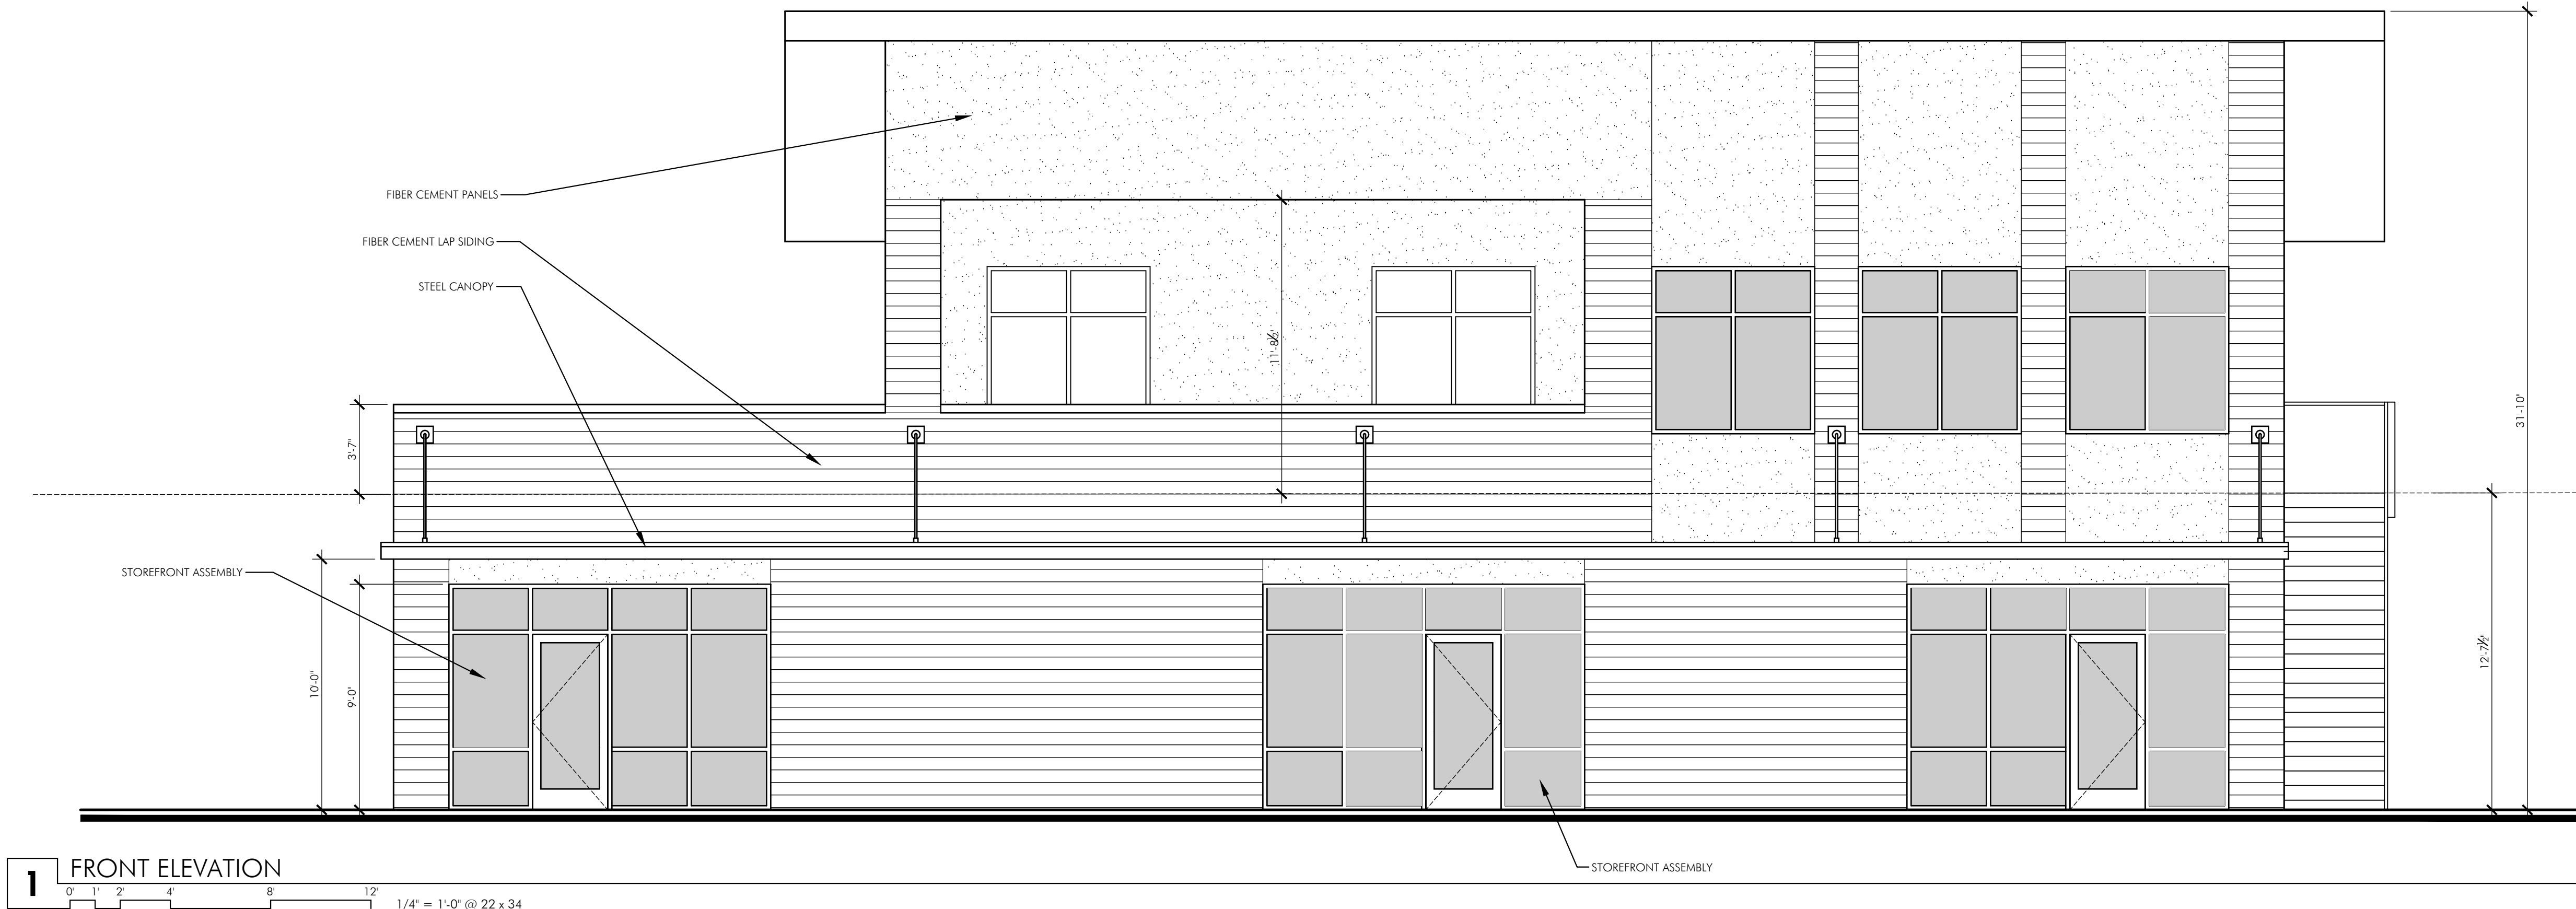 31'-10"
FIBER CEMENT PANELS
FIBER CEMENT LAP SIDING
STEEL CANOPY
11'-8½"
3'-7"
STOREFRONT ASSEMBLY
10'-0"
9'-0"
12'-7½"
STOREFRONT ASSEMBLY
1 FRONT ELEVATION
0' 1' 2' 4' 8' 12'
1/4" = 1'-0" @ 22 x 34